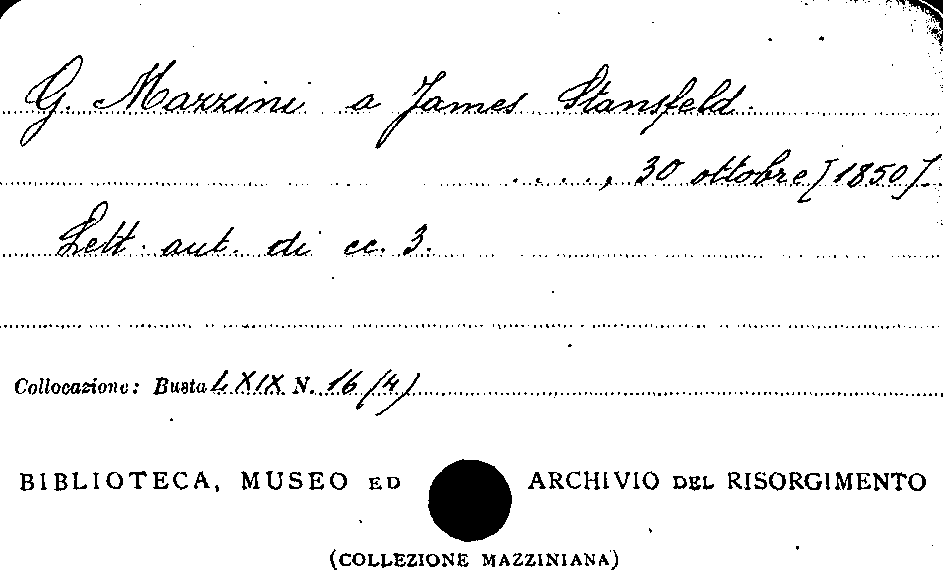 G. Mazzini a James Stansfeld.
....., 30 ottobre [1850].
Lett. aut. di cc. 3.
Collocazione: Busta LXIX N. 16 (4)
BIBLIOTECA, MUSEO ED ARCHIVIO DEL RISORGIMENTO
(COLLEZIONE MAZZINIANA)